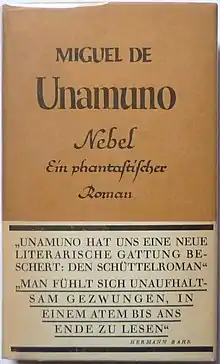 MIGUEL DE
Unamuno
Nebel
Ein phantastischer
Roman
„UNAMUNO HAT UNS EINE NEUE
LITERARISCHE GATTUNG BE-
SCHERT: DEN SCHÜTTELROMAN“
„MAN FÜHLT SICH UNAUFHALT-
SAM GEZWUNGEN, IN
EINEM ATEM BIS ANS
ENDE ZU LESEN“
HERMANN BAHR